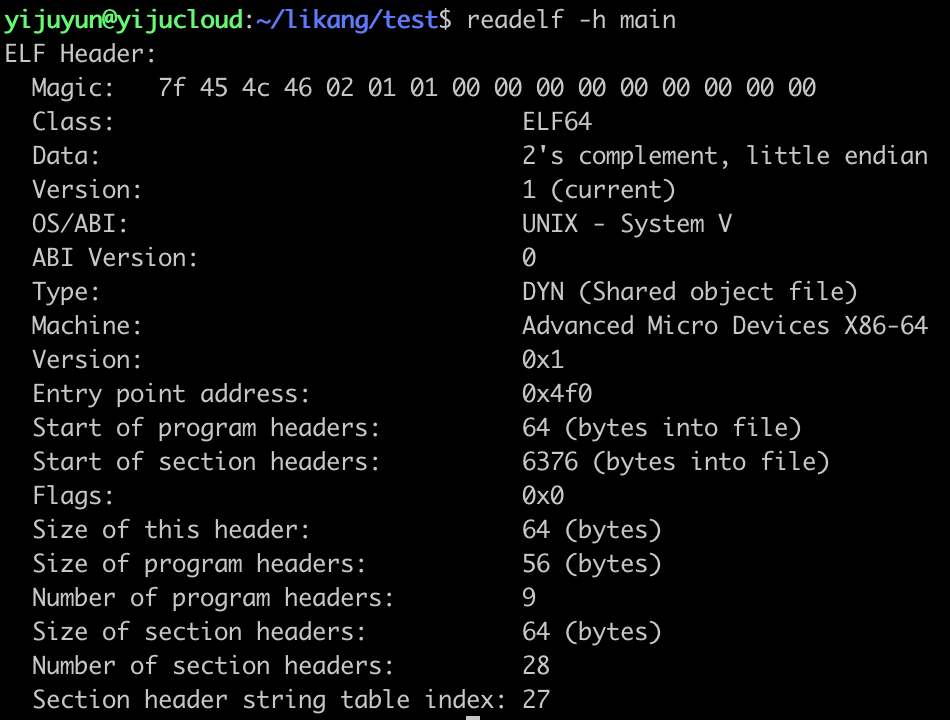 yijuyun@yijucloud:~/likang/test$ readelf -h main
ELF Header:
  Magic:   7f 45 4c 46 02 01 01 00 00 00 00 00 00 00 00 00
  Class:                             ELF64
  Data:                              2's complement, little endian
  Version:                           1 (current)
  OS/ABI:                            UNIX - System V
  ABI Version:                       0
  Type:                              DYN (Shared object file)
  Machine:                           Advanced Micro Devices X86-64
  Version:                           0x1
  Entry point address:               0x4f0
  Start of program headers:          64 (bytes into file)
  Start of section headers:          6376 (bytes into file)
  Flags:                             0x0
  Size of this header:               64 (bytes)
  Size of program headers:           56 (bytes)
  Number of program headers:         9
  Size of section headers:           64 (bytes)
  Number of section headers:         28
  Section header string table index: 27